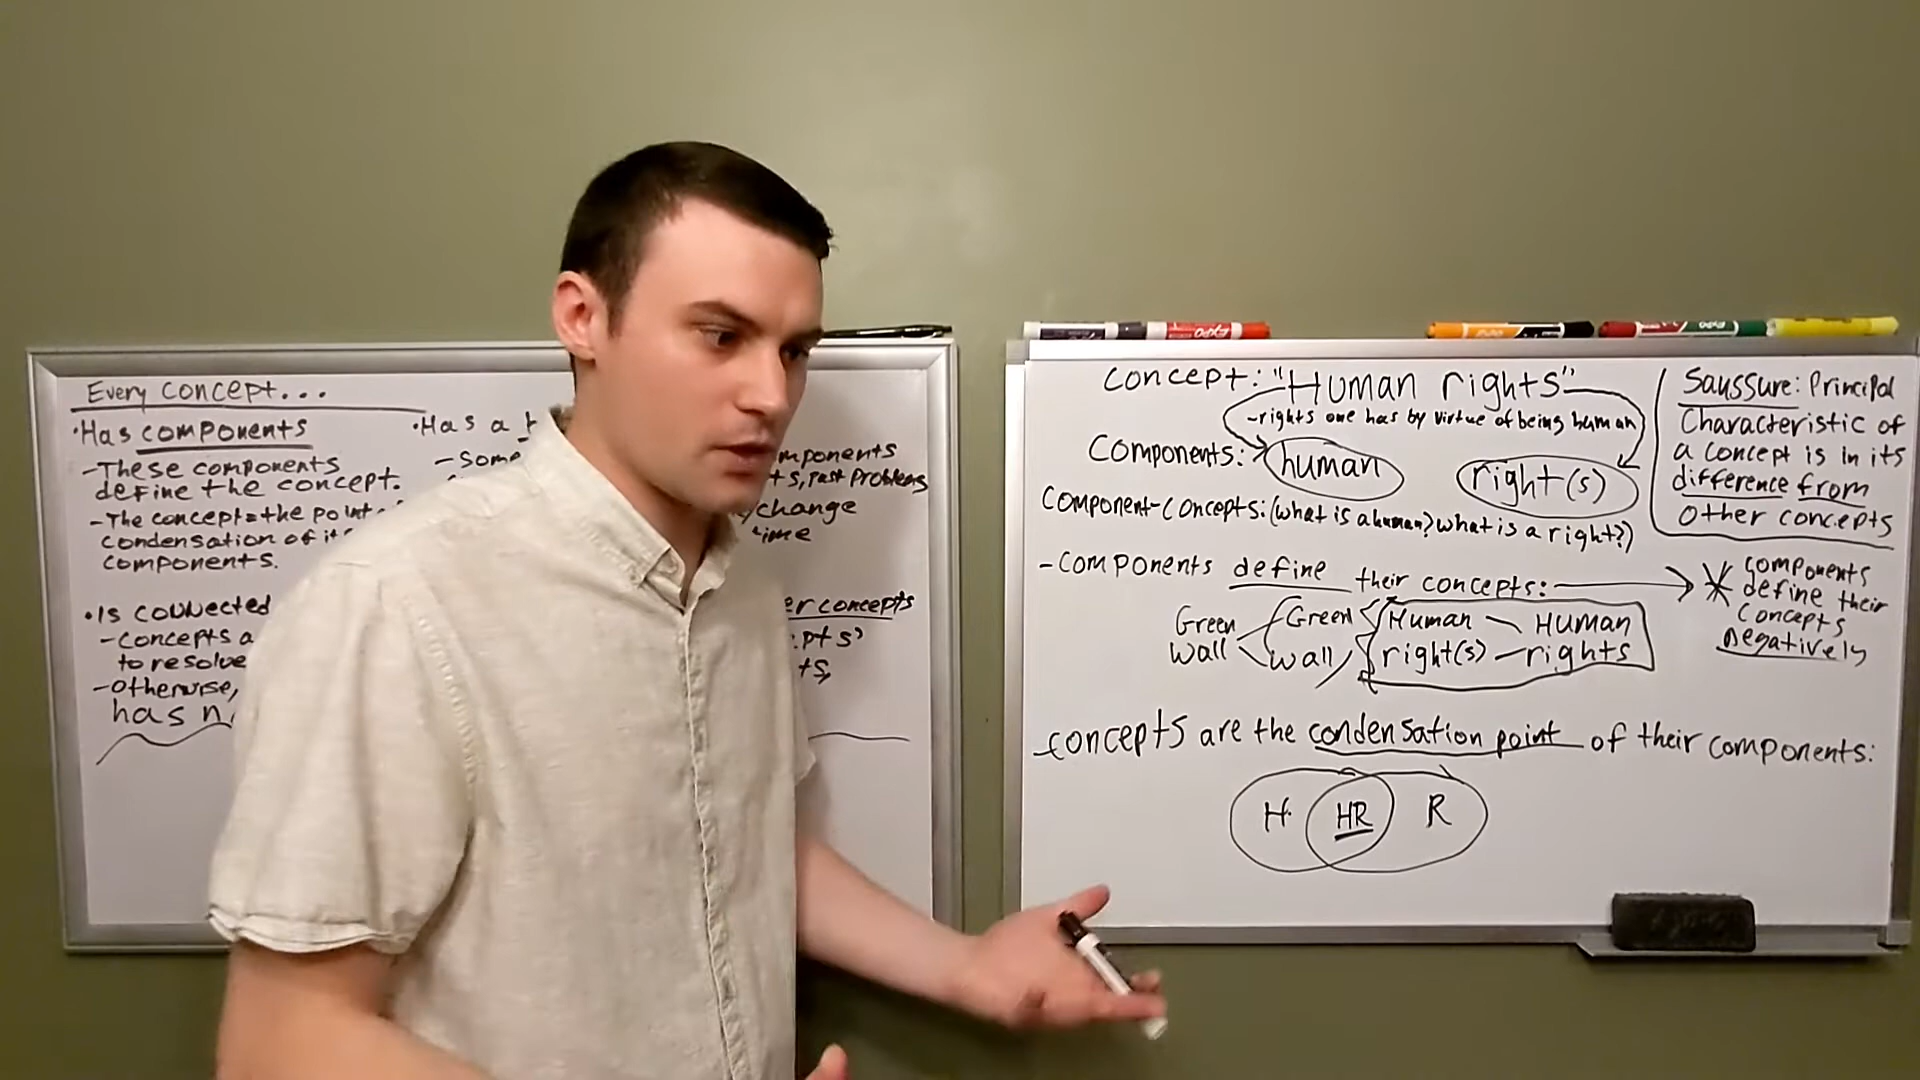 Every concept...
•Has components
-These components
define the concept.
-The concept=the point
condensation of
components.
•Is connected
-concepts a
to resolve
-Otherwise,
has n
•Has a
-some
mponents
ts, past problems
change
time
er concepts
pts'
ts,
Concept: "Human rights"
-rights one has by virtue of being human
Components: human right(s)
Component-concepts: (what is a human? what is a right?)
-Components define their concepts:
Green Green Human Human
Wall wall right(s) rights
Saussure: Principal
Characteristic of
a concept is in its
difference from
other concepts
* components
define their
concepts
negatively
-concepts are the condensation point of their components:
H HR R
EXPO